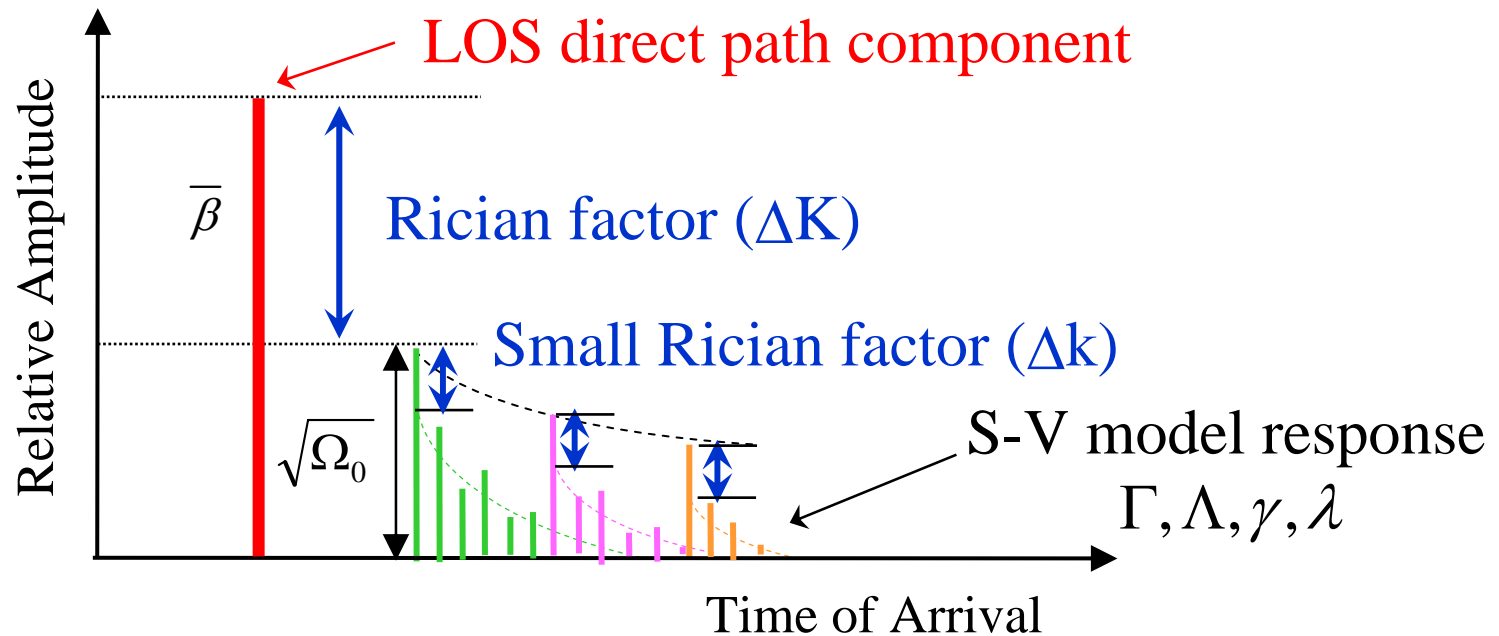 LOS direct path component
Relative Amplitude
β̅
Rician factor (ΔK)
Small Rician factor (Δk)
√Ω₀
S-V model response
Γ, Λ, γ, λ
Time of Arrival